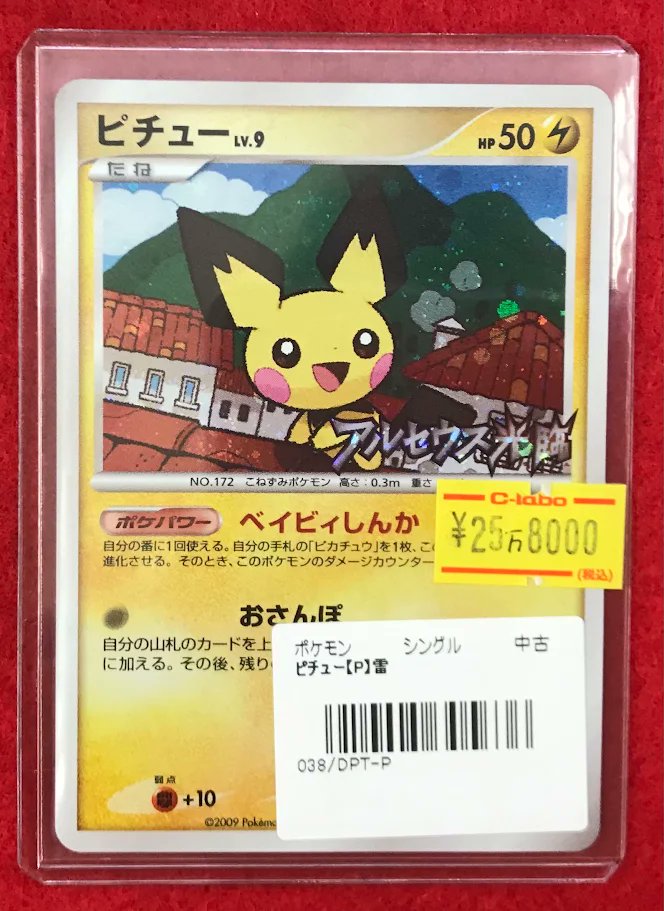 ピチュー LV.9 HP 50
たね
アルセウス光臨
NO.172 こねずみポケモン 高さ：0.3m 重さ
C-labo
¥25万8000
(税込)
ポケパワー ベイビィしんか
自分の番に1回使える。自分の手札の「ピカチュウ」を1枚、こ
進化させる。そのとき、このポケモンのダメージカウンター
おさんぽ
自分の山札のカードを上
に加える。その後、残り
ポケモン シングル 中古
ピチュー【P】雷
038/DPT-P
弱点
+10
©2009 Pokémo